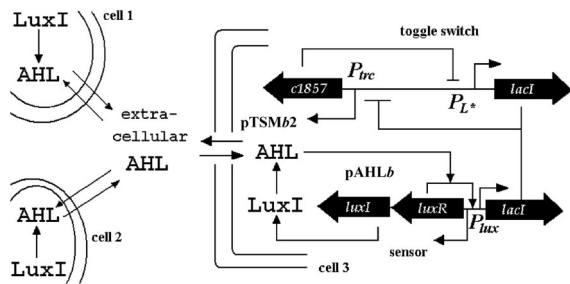 LuxI
cell 1
AHL
extra-
cellular
AHL
AHL
cell 2
LuxI
toggle switch
c1857
Ptrc
PL*
lacI
pTSMb2
AHL
pAHLb
LuxI
luxI
luxR
Plux
lacI
sensor
cell 3